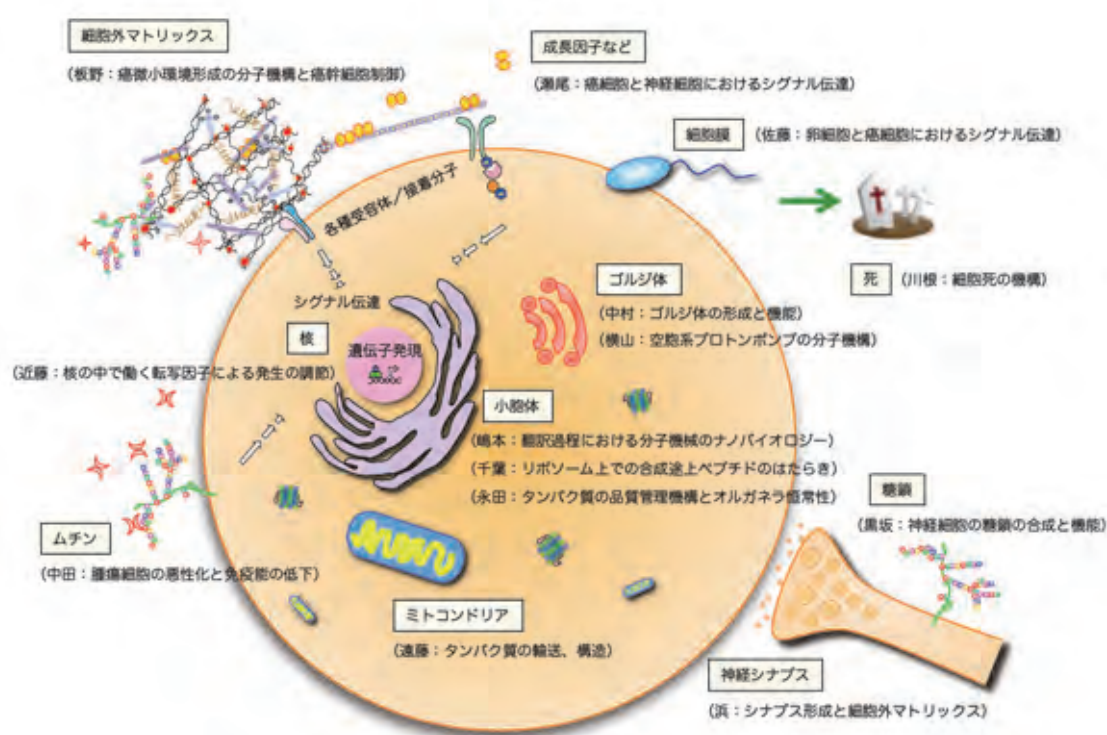 細胞外マトリックス
(板野:癌微小環境形成の分子機構と癌幹細胞制御)
成長因子など
(瀬尾:癌細胞と神経細胞におけるシグナル伝達)
細胞膜 (佐藤:卵細胞と癌細胞におけるシグナル伝達)
各種受容体/接着分子
死 (川根:細胞死の機構)
シグナル伝達
ゴルジ体
(中村:ゴルジ体の形成と機能)
(横山:空胞系プロトンポンプの分子機構)
核
遺伝子発現
(近藤:核の中で働く転写因子による発生の調節)
小胞体
(嶋本:翻訳過程における分子機械のナノバイオロジー)
(千葉:リボソーム上での合成途上ペプチドのはたらき)
(永田:タンパク質の品質管理機構とオルガネラ恒常性)
糖鎖
(黒坂:神経細胞の糖鎖の合成と機能)
ムチン
(中田:腫瘍細胞の悪性化と免疫能の低下)
ミトコンドリア
(遠藤:タンパク質の輸送、構造)
神経シナプス
(浜:シナプス形成と細胞外マトリックス)